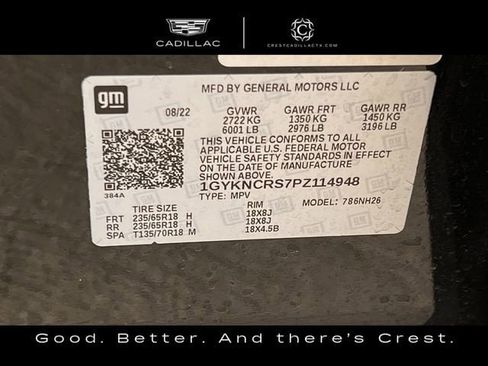 CADILLAC
CRESTCADILLACTX.COM
gm
MFD BY GENERAL MOTORS LLC
08/22
GVWR GAWR FRT GAWR RR
2722 KG 1350 KG 1450 KG
6001 LB 2976 LB 3196 LB
THIS VEHICLE CONFORMS TO ALL
APPLICABLE U.S. FEDERAL MOTOR
VEHICLE SAFETY STANDARDS IN EFFECT
ON THE DATE OF MANUFACTURE
SHOWN ABOVE.
1GYKNCRS7PZ114948
384A
TYPE: MPV MODEL: 786NH26
TIRE SIZE RIM
FRT 235/65R18 H 18X8J
RR 235/65R18 H 18X8J
SPA T135/70R18 M 18X4.5B
Good. Better. And there's Crest.